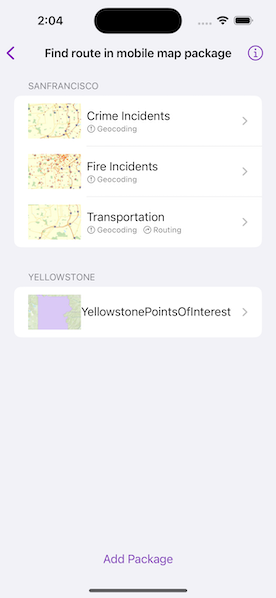 2:04
Find route in mobile map package
SANFRANCISCO
Crime Incidents
Geocoding
Fire Incidents
Geocoding
Transportation
Geocoding Routing
YELLOWSTONE
YellowstonePointsOfInterest
Add Package